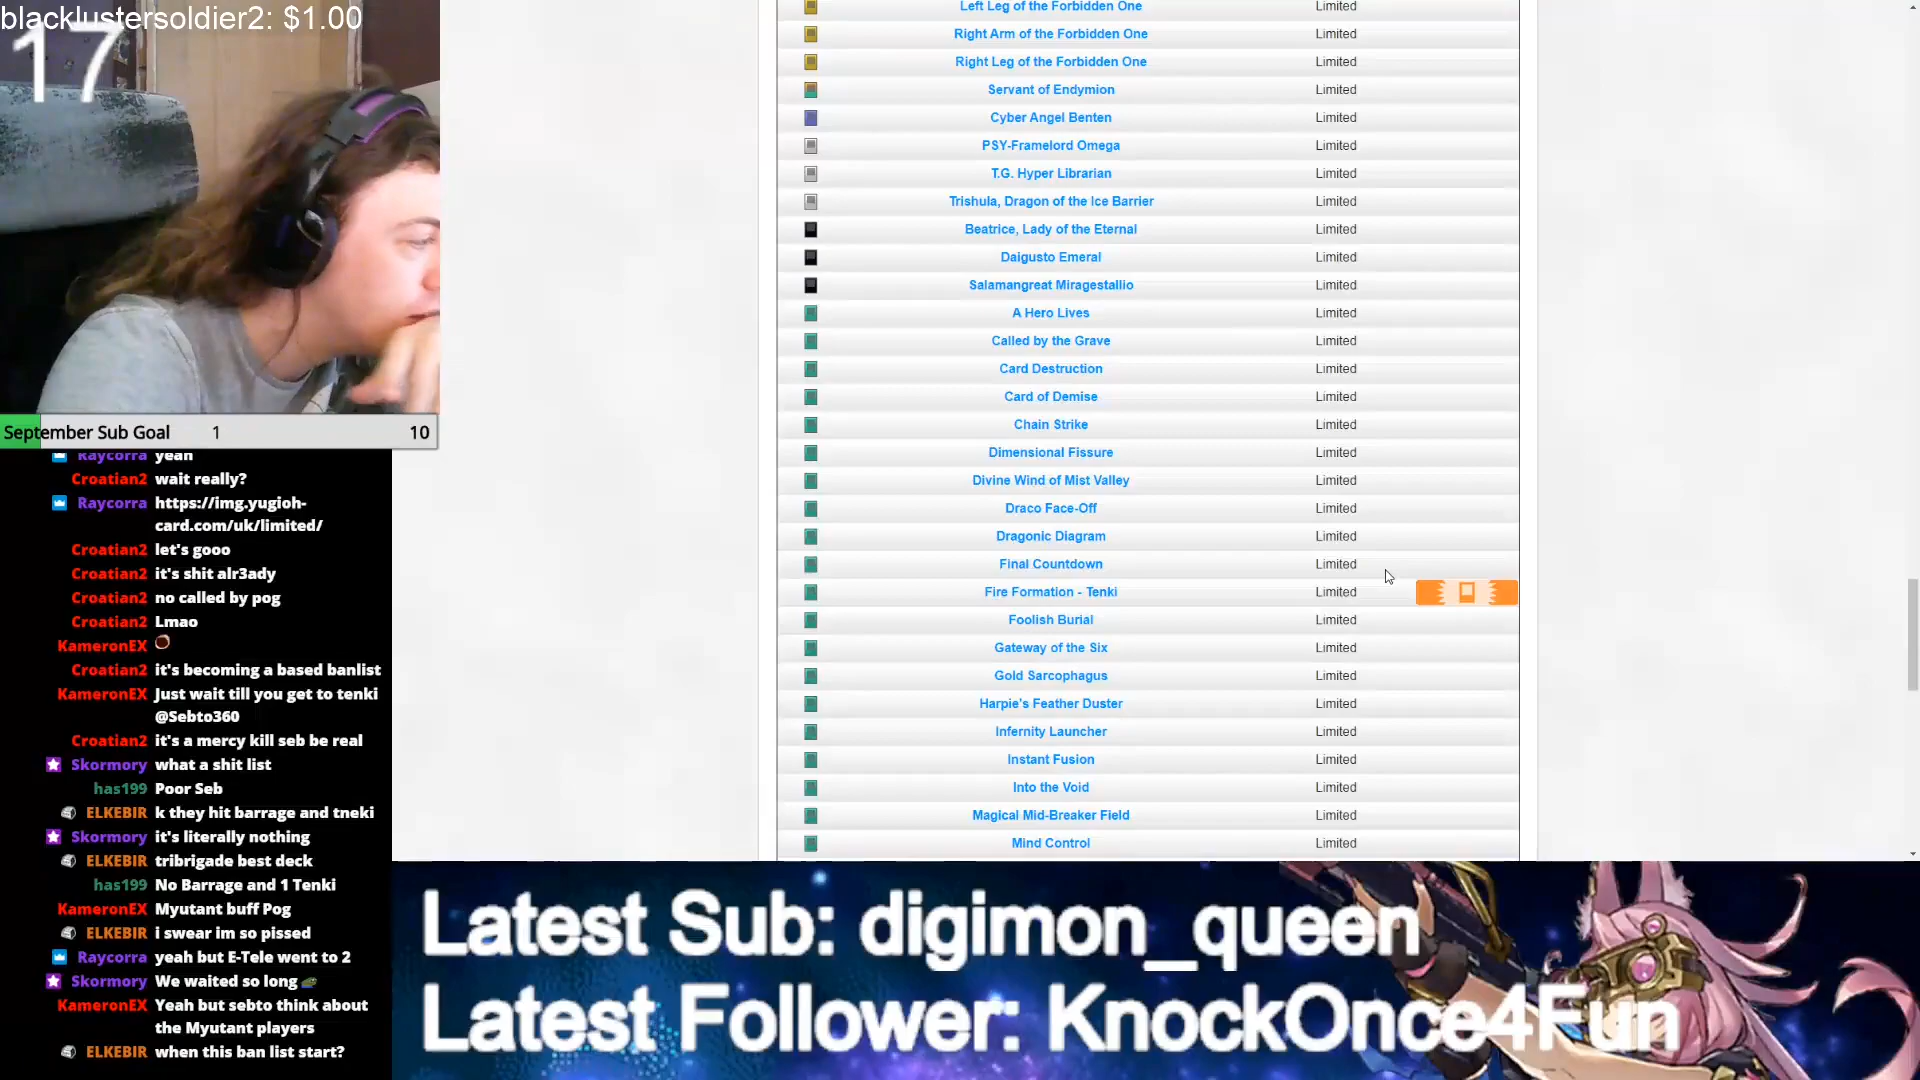 blacklustersoldier2: $1.00
17
September Sub Goal 1 10
Raycorra yeah
Croatian2 wait really?
Raycorra https://img.yugioh-
card.com/uk/limited/
Croatian2 let's gooo
Croatian2 it's shit alr3ady
Croatian2 no called by pog
Croatian2 Lmao
KameronEX
Croatian2 it's becoming a based banlist
KameronEX Just wait till you get to tenki
@Sebto360
Croatian2 it's a mercy kill seb be real
Skormory what a shit list
has199 Poor Seb
ELKEBIR k they hit barrage and tneki
Skormory it's literally nothing
ELKEBIR tribrigade best deck
has199 No Barrage and 1 Tenki
KameronEX Myutant buff Pog
ELKEBIR i swear im so pissed
Raycorra yeah but E-Tele went to 2
Skormory We waited so long
KameronEX Yeah but sebto think about
the Myutant players
ELKEBIR when this ban list start?
Left Leg of the Forbidden One Limited
Right Arm of the Forbidden One Limited
Right Leg of the Forbidden One Limited
Servant of Endymion Limited
Cyber Angel Benten Limited
PSY-Framelord Omega Limited
T.G. Hyper Librarian Limited
Trishula, Dragon of the Ice Barrier Limited
Beatrice, Lady of the Eternal Limited
Daigusto Emeral Limited
Salamangreat Miragestallio Limited
A Hero Lives Limited
Called by the Grave Limited
Card Destruction Limited
Card of Demise Limited
Chain Strike Limited
Dimensional Fissure Limited
Divine Wind of Mist Valley Limited
Draco Face-Off Limited
Dragonic Diagram Limited
Final Countdown Limited
Fire Formation - Tenki Limited
Foolish Burial Limited
Gateway of the Six Limited
Gold Sarcophagus Limited
Harpie's Feather Duster Limited
Infernity Launcher Limited
Instant Fusion Limited
Into the Void Limited
Magical Mid-Breaker Field Limited
Mind Control Limited
Latest Sub: digimon_queen
Latest Follower: KnockOnce4Fun